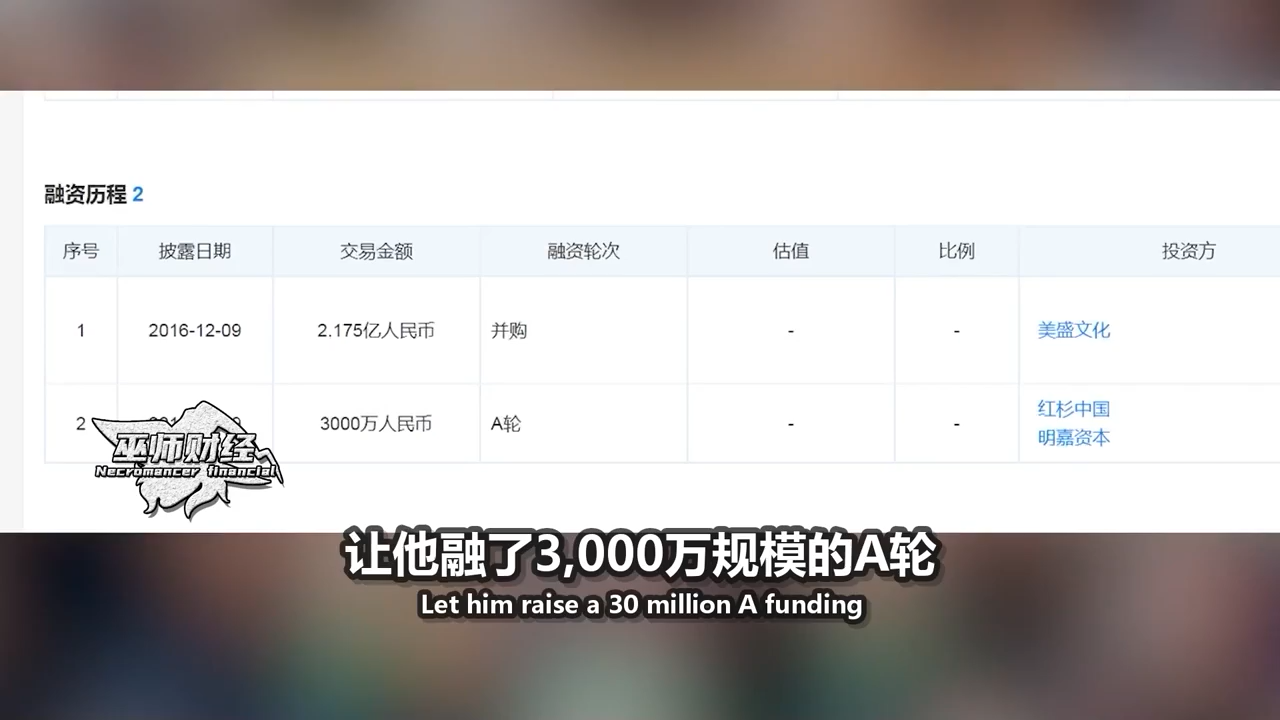 融资历程 2
序号 披露日期 交易金额 融资轮次 估值 比例 投资方
1 2016-12-09 2.175亿人民币 并购 - - 美盛文化
2 3000万人民币 A轮 - - 红杉中国
明嘉资本
巫师财经
Necromancer financial
让他融了3,000万规模的A轮
Let him raise a 30 million A funding